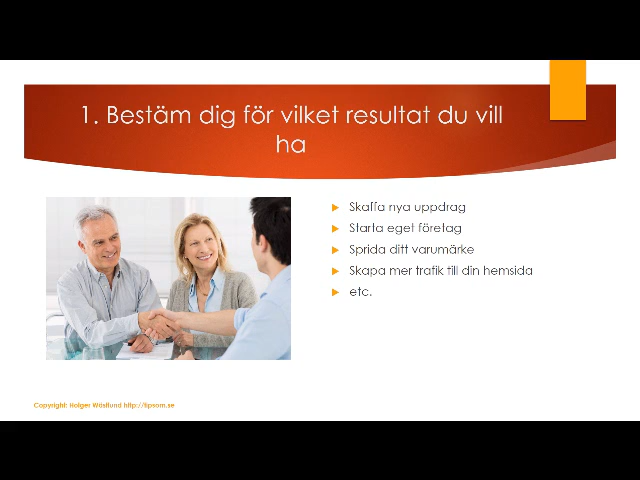 1. Bestäm dig för vilket resultat du vill
ha
Skaffa nya uppdrag
Starta eget företag
Sprida ditt varumärke
Skapa mer trafik till din hemsida
etc.
Copyright: Holger Wästlund http://tipsom.se